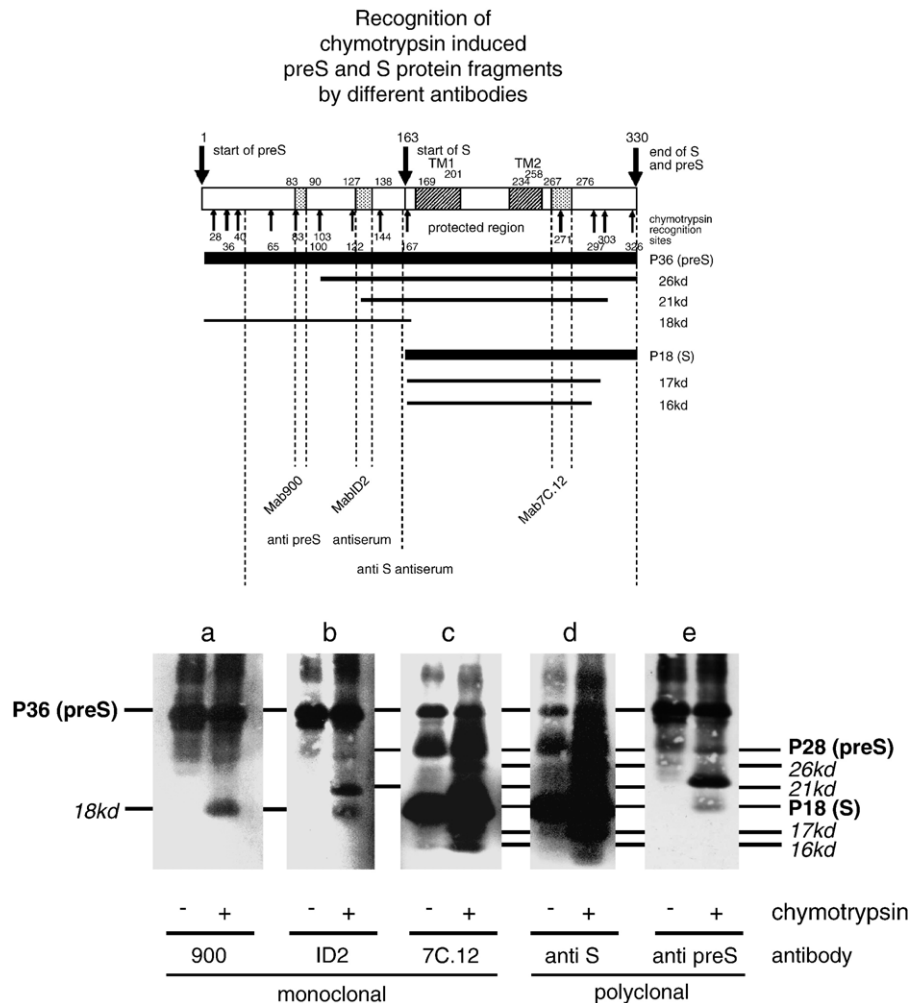 Recognition of
chymotrypsin induced
preS and S protein fragments
by different antibodies
1 163 330
start of preS start of S end of S
and preS
TM1 TM2
83 90 127 138 169 201 234 258 267 276
protected region
chymotrypsin
recognition
sites
28 40 65 83 103 144 271 303
36 100 122 167 297 326
P36 (preS)
26kd
21kd
18kd
P18 (S)
17kd
16kd
Mab900 MabID2 Mab7C.12
anti preS antiserum
anti S antiserum
a b c d e
P36 (preS)
P28 (preS)
26kd
21kd
18kd P18 (S)
17kd
16kd
- + - + - + - + - + chymotrypsin
900 ID2 7C.12 anti S anti preS antibody
monoclonal polyclonal